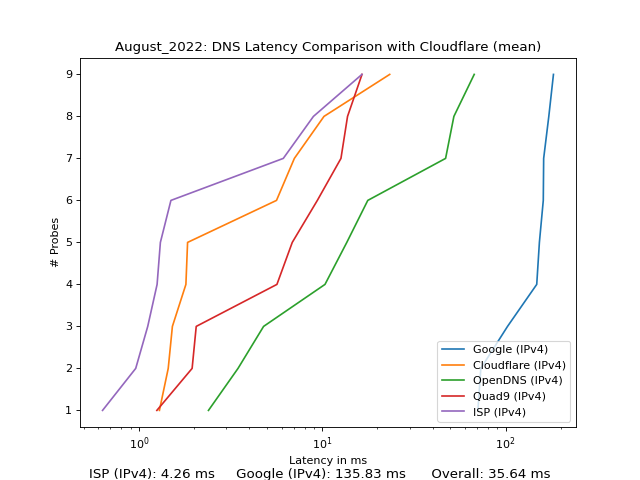 August_2022: DNS Latency Comparison with Cloudflare (mean)
9
8
7
6
5
4
3
2
1
# Probes
Google (IPv4)
Cloudflare (IPv4)
OpenDNS (IPv4)
Quad9 (IPv4)
ISP (IPv4)
10⁰ 10¹ 10²
Latency in ms
ISP (IPv4): 4.26 ms Google (IPv4): 135.83 ms Overall: 35.64 ms